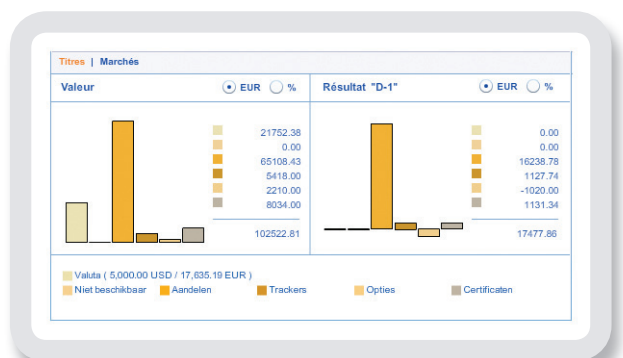 Titres | Marchés
Valeur EUR %
Résultat "D-1" EUR %
21752.38
0.00
65108.43
5418.00
2210.00
8034.00
102522.81
0.00
0.00
16238.78
1127.74
-1020.00
1131.34
17477.86
Valuta ( 5,000.00 USD / 17,635.19 EUR )
Niet beschikbaar Aandelen Trackers Opties Certificaten